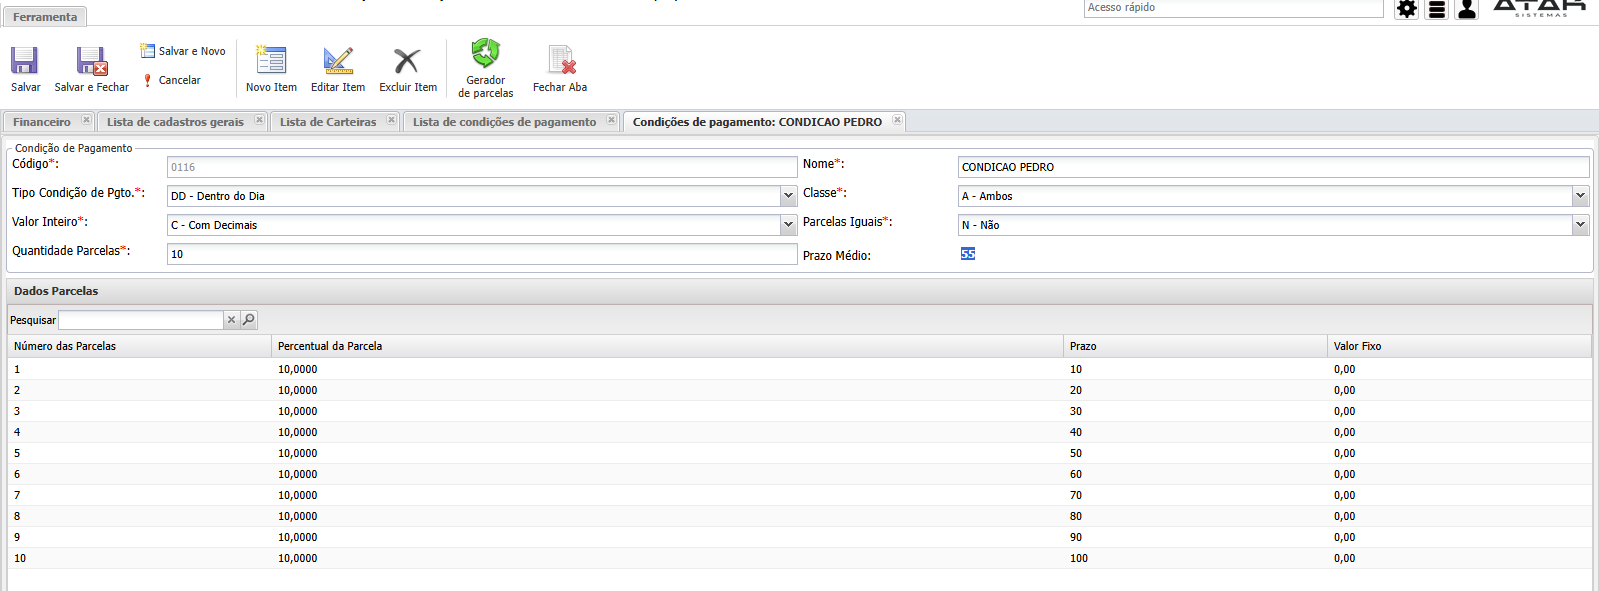 Acesso rápido
ATAK
SISTEMAS
Ferramenta
Salvar
Salvar e Fechar
Salvar e Novo
Cancelar
Novo Item
Editar Item
Excluir Item
Gerador
de parcelas
Fechar Aba
Financeiro
Lista de cadastros gerais
Lista de Carteiras
Lista de condições de pagamento
Condições de pagamento: CONDICAO PEDRO
Condição de Pagamento
Código*: 0116 Nome*: CONDICAO PEDRO
Tipo Condição de Pgto.*: DD - Dentro do Dia Classe*: A - Ambos
Valor Inteiro*: C - Com Decimais Parcelas Iguais*: N - Não
Quantidade Parcelas*: 10 Prazo Médio: 55
Dados Parcelas
Pesquisar
Número das Parcelas Percentual da Parcela Prazo Valor Fixo
1 10,0000 10 0,00
2 10,0000 20 0,00
3 10,0000 30 0,00
4 10,0000 40 0,00
5 10,0000 50 0,00
6 10,0000 60 0,00
7 10,0000 70 0,00
8 10,0000 80 0,00
9 10,0000 90 0,00
10 10,0000 100 0,00